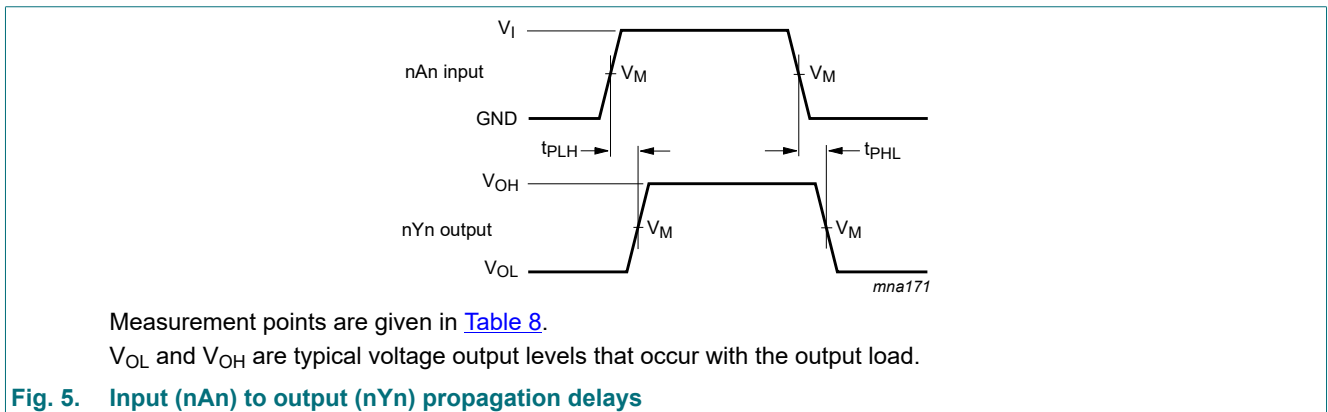 VI
nAn input
VM
VM
GND
tPLH
tPHL
VOH
nYn output
VM
VM
VOL
mna171
Measurement points are given in Table 8.
VOL and VOH are typical voltage output levels that occur with the output load.
Fig. 5. Input (nAn) to output (nYn) propagation delays